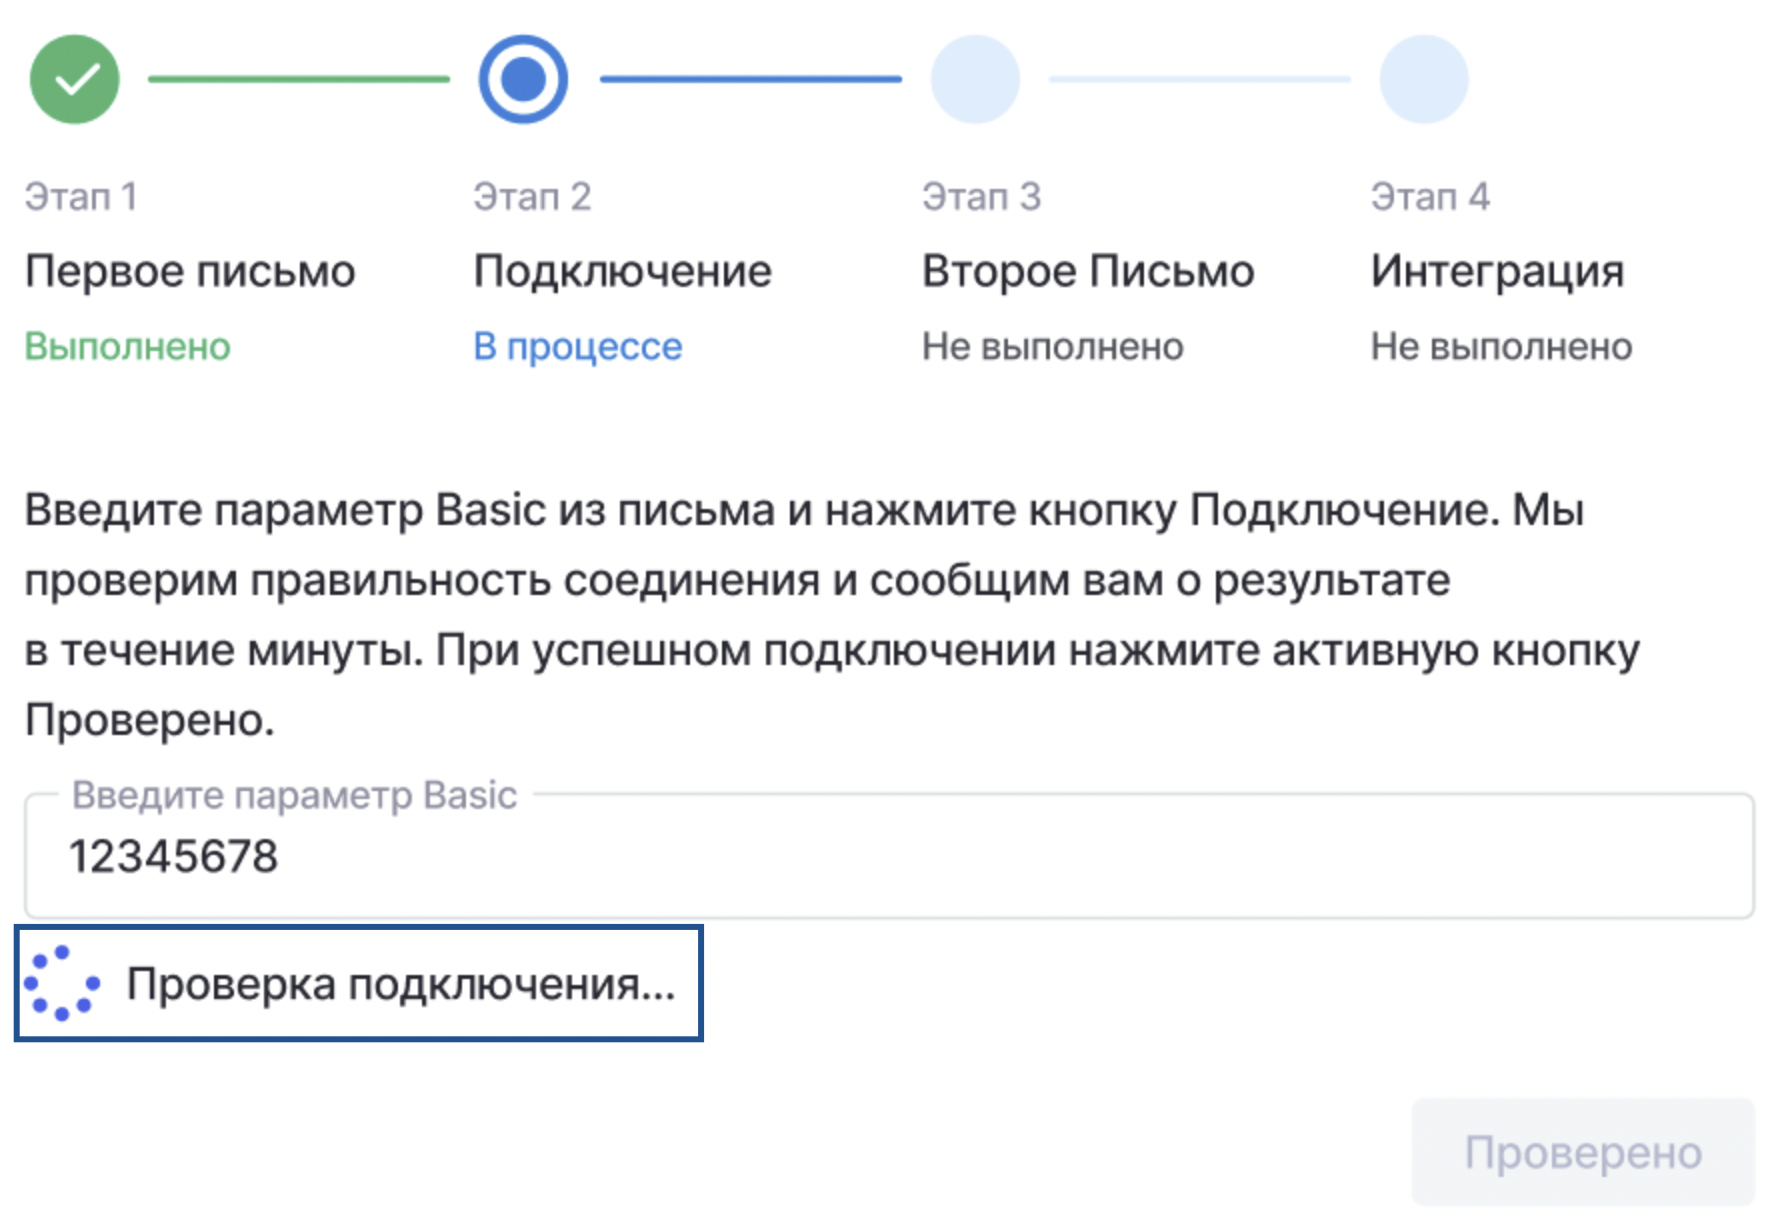 Этап 1
Этап 2
Этап 3
Этап 4
Первое письмо
Подключение
Второе Письмо
Интеграция
Выполнено
В процессе
Не выполнено
Не выполнено
Введите параметр Basic из письма и нажмите кнопку Подключение. Мы
проверим правильность соединения и сообщим вам о результате
в течение минуты. При успешном подключении нажмите активную кнопку
Проверено.
Введите параметр Basic
12345678
Проверка подключения...
Проверено